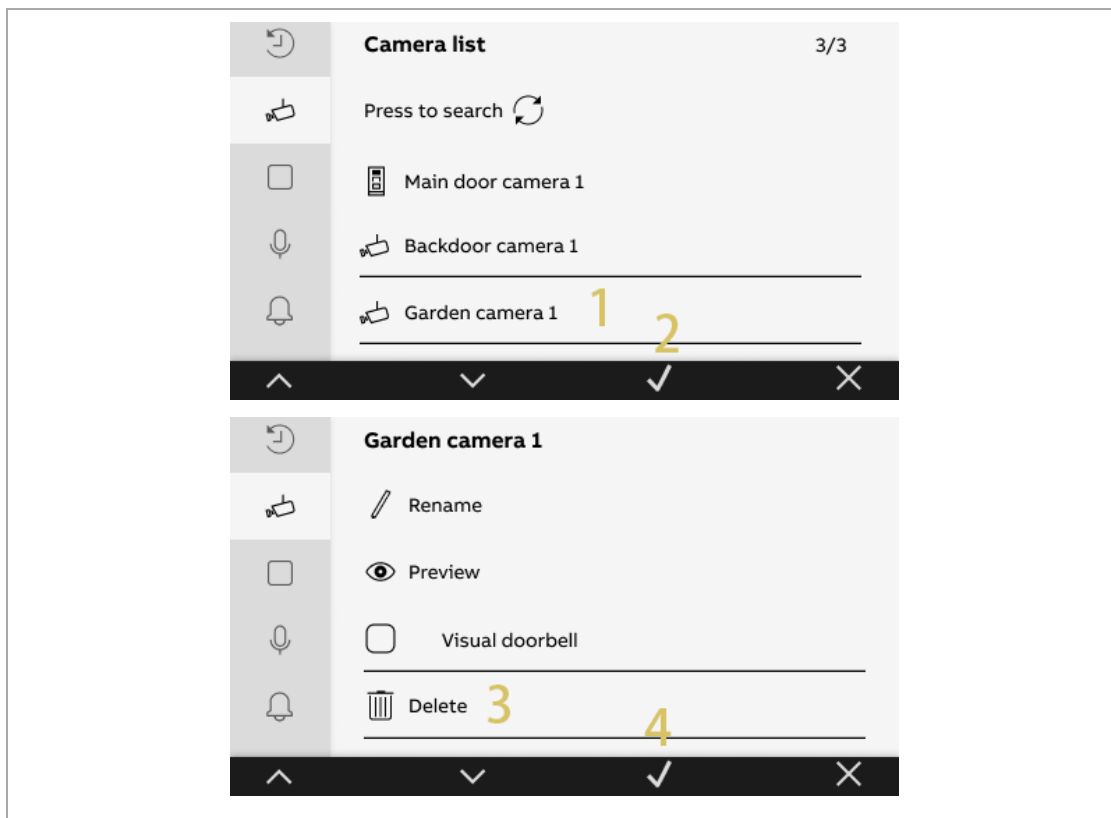 Camera list 3/3
Press to search
Main door camera 1
Backdoor camera 1
Garden camera 1 1
2
Garden camera 1
Rename
Preview
Visual doorbell
Delete 3
4